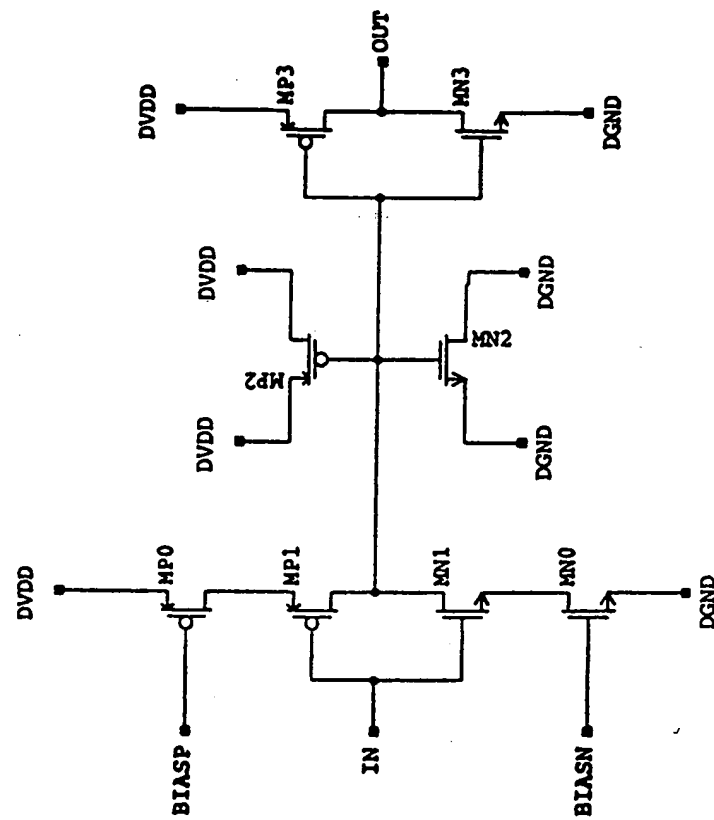 DVDD
MP0
BIASP
MP1
IN
MN1
MN0
BIASN
DGND
DVDD
DVDD
MP2
MN2
DGND
DGND
DVDD
MP3
OUT
MN3
DGND